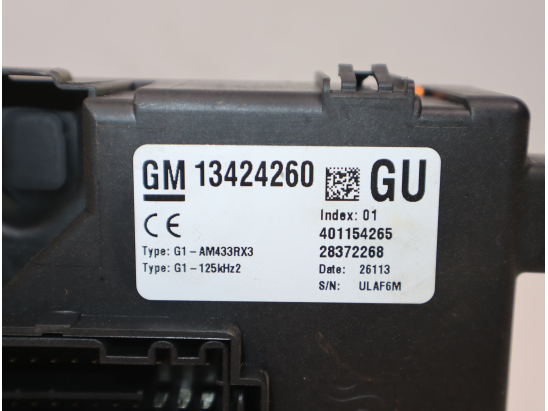 GM 13424260 GU
Index: 01
401154265
CE
Type: G1-AM433RX3 28372268
Type: G1-125kHz2 Date: 26113
S/N: ULAF6M